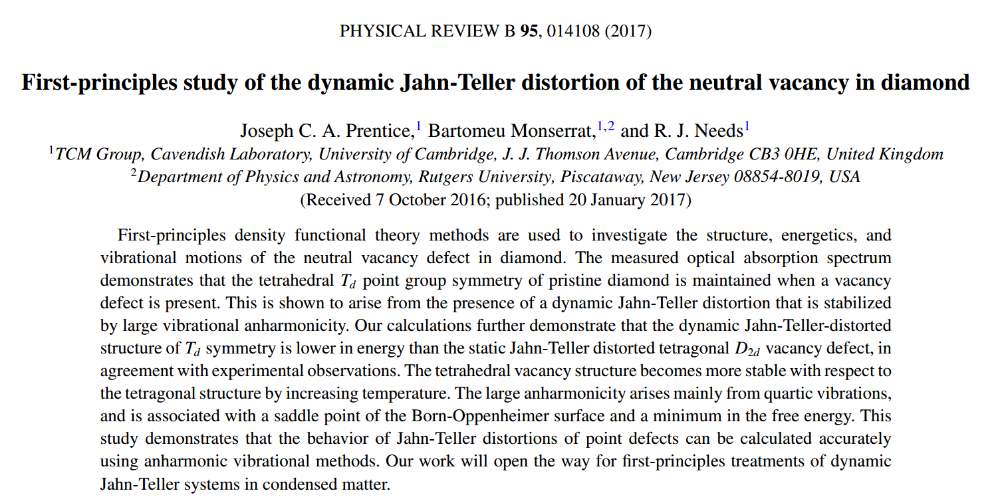 PHYSICAL REVIEW B 95, 014108 (2017)
First-principles study of the dynamic Jahn-Teller distortion of the neutral vacancy in diamond
Joseph C. A. Prentice,1 Bartomeu Monserrat,1,2 and R. J. Needs1
1TCM Group, Cavendish Laboratory, University of Cambridge, J. J. Thomson Avenue, Cambridge CB3 0HE, United Kingdom
2Department of Physics and Astronomy, Rutgers University, Piscataway, New Jersey 08854-8019, USA
(Received 7 October 2016; published 20 January 2017)
First-principles density functional theory methods are used to investigate the structure, energetics, and
vibrational motions of the neutral vacancy defect in diamond. The measured optical absorption spectrum
demonstrates that the tetrahedral Td point group symmetry of pristine diamond is maintained when a vacancy
defect is present. This is shown to arise from the presence of a dynamic Jahn-Teller distortion that is stabilized
by large vibrational anharmonicity. Our calculations further demonstrate that the dynamic Jahn-Teller-distorted
structure of Td symmetry is lower in energy than the static Jahn-Teller distorted tetragonal D2d vacancy defect, in
agreement with experimental observations. The tetrahedral vacancy structure becomes more stable with respect to
the tetragonal structure by increasing temperature. The large anharmonicity arises mainly from quartic vibrations,
and is associated with a saddle point of the Born-Oppenheimer surface and a minimum in the free energy. This
study demonstrates that the behavior of Jahn-Teller distortions of point defects can be calculated accurately
using anharmonic vibrational methods. Our work will open the way for first-principles treatments of dynamic
Jahn-Teller systems in condensed matter.